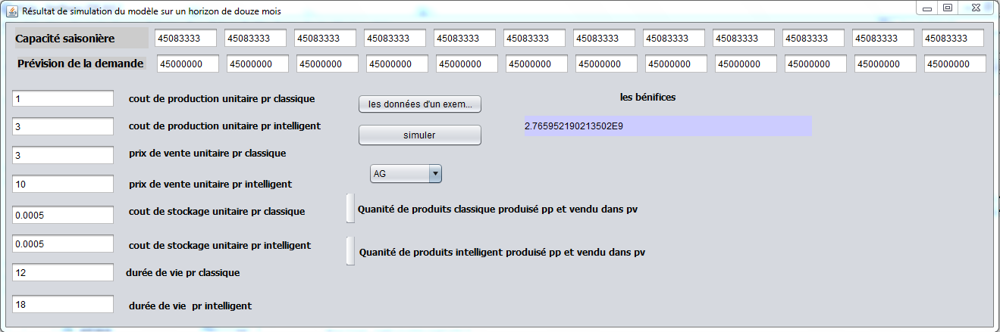 Résultat de simulation du modèle sur un horizon de douze mois
Capacité saisonière 45083333 45083333 45083333 45083333 45083333 45083333 45083333 45083333 45083333 45083333 45083333 45083333
Prévision de la demande 45000000 45000000 45000000 45000000 45000000 45000000 45000000 45000000 45000000 45000000 45000000 45000000
1 cout de production unitaire pr classique
les données d'un exem...
les bénifices
3 cout de production unitaire pr intelligent
2.765952190213502E9
simuler
3 prix de vente unitaire pr classique
AG
10 prix de vente unitaire pr intelligent
0.0005 cout de stockage unitaire pr classique
Quanité de produits classique produisé pp et vendu dans pv
0.0005 cout de stockage unitaire pr intelligent
Quanité de produits intelligent produisé pp et vendu dans pv
12 durée de vie pr classique
18 durée de vie pr intelligent